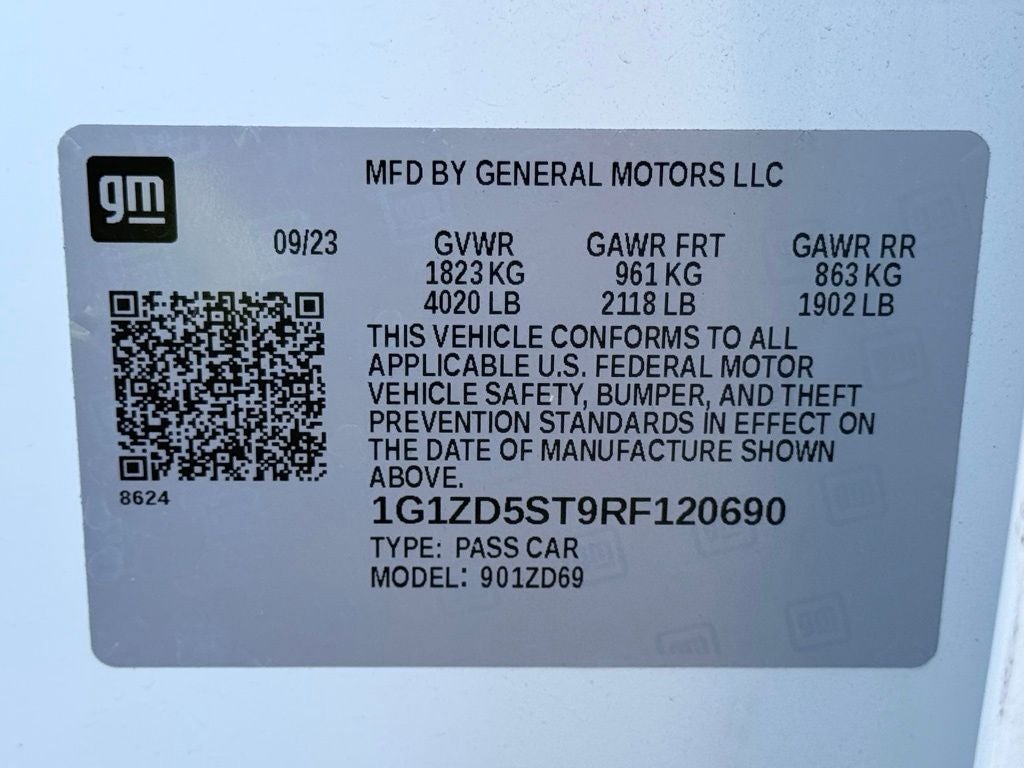 gm
MFD BY GENERAL MOTORS LLC
09/23 GVWR GAWR FRT GAWR RR
1823 KG 961 KG 863 KG
4020 LB 2118 LB 1902 LB
THIS VEHICLE CONFORMS TO ALL
APPLICABLE U.S. FEDERAL MOTOR
VEHICLE SAFETY, BUMPER, AND THEFT
PREVENTION STANDARDS IN EFFECT ON
THE DATE OF MANUFACTURE SHOWN
ABOVE.
8624
1G1ZD5ST9RF120690
TYPE: PASS CAR
MODEL: 901ZD69